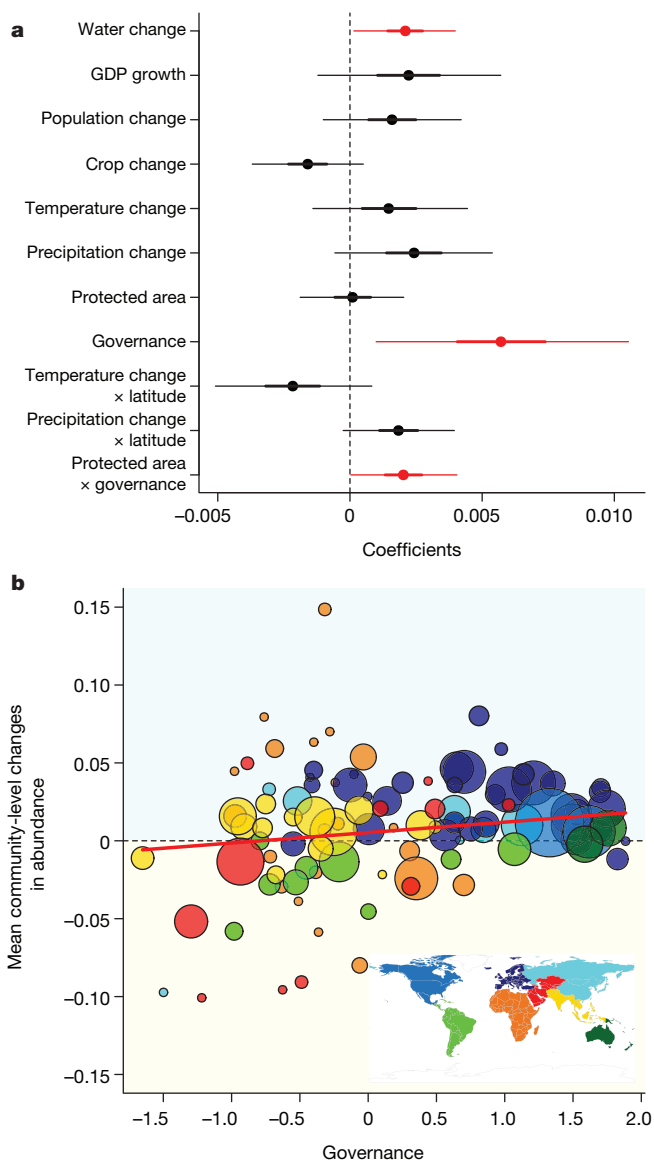 a
Water change
GDP growth
Population change
Crop change
Temperature change
Precipitation change
Protected area
Governance
Temperature change
× latitude
Precipitation change
× latitude
Protected area
× governance
−0.005
0
0.005
0.010
Coefficients
b
0.15
0.10
0.05
0
−0.05
−0.10
−0.15
Mean community-level changes
in abundance
−1.5
−1.0
−0.5
0
0.5
1.0
1.5
2.0
Governance